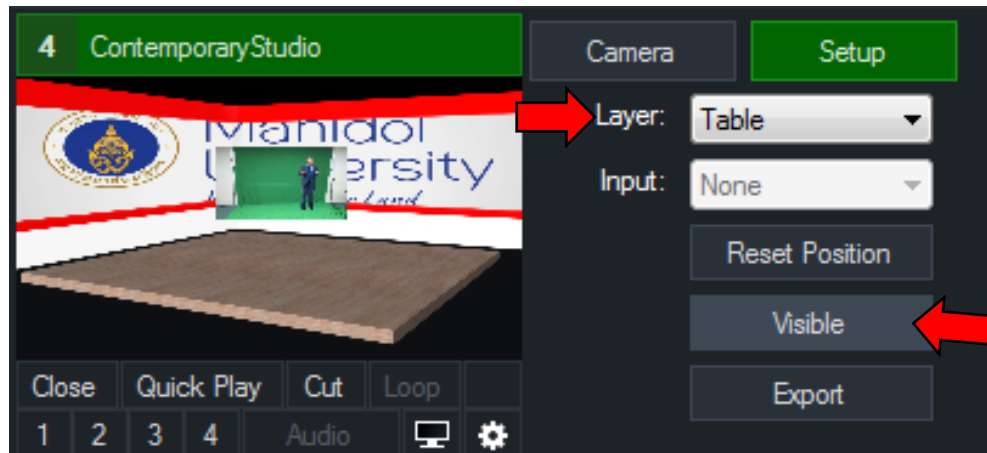 4 ContemporaryStudio
Camera
Setup
Layer: Table
Input: None
Reset Position
Visible
Export
Mahidol
University
Land
Close Quick Play Cut Loop
1 2 3 4 Audio